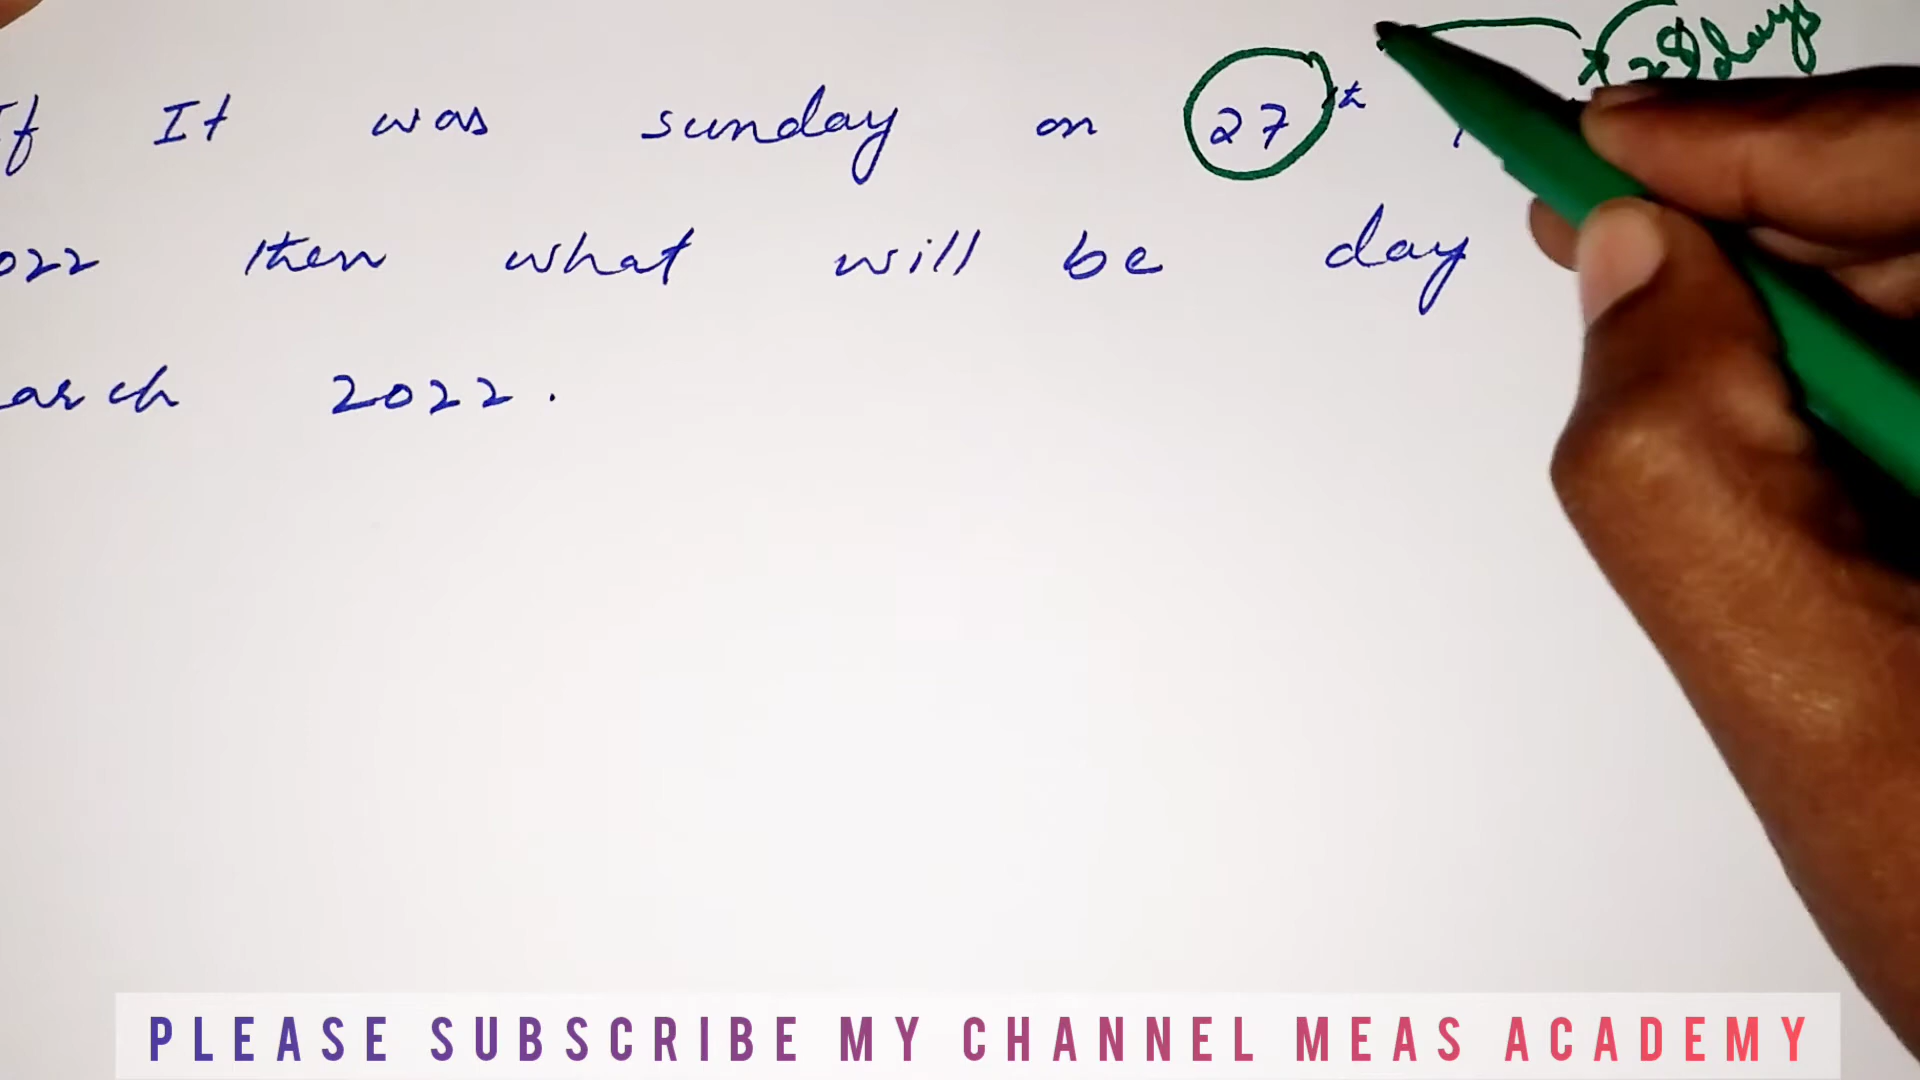 28 days
If It was sunday on 27th
022 then what will be day
arch 2022.
PLEASE SUBSCRIBE MY CHANNEL MEAS ACADEMY